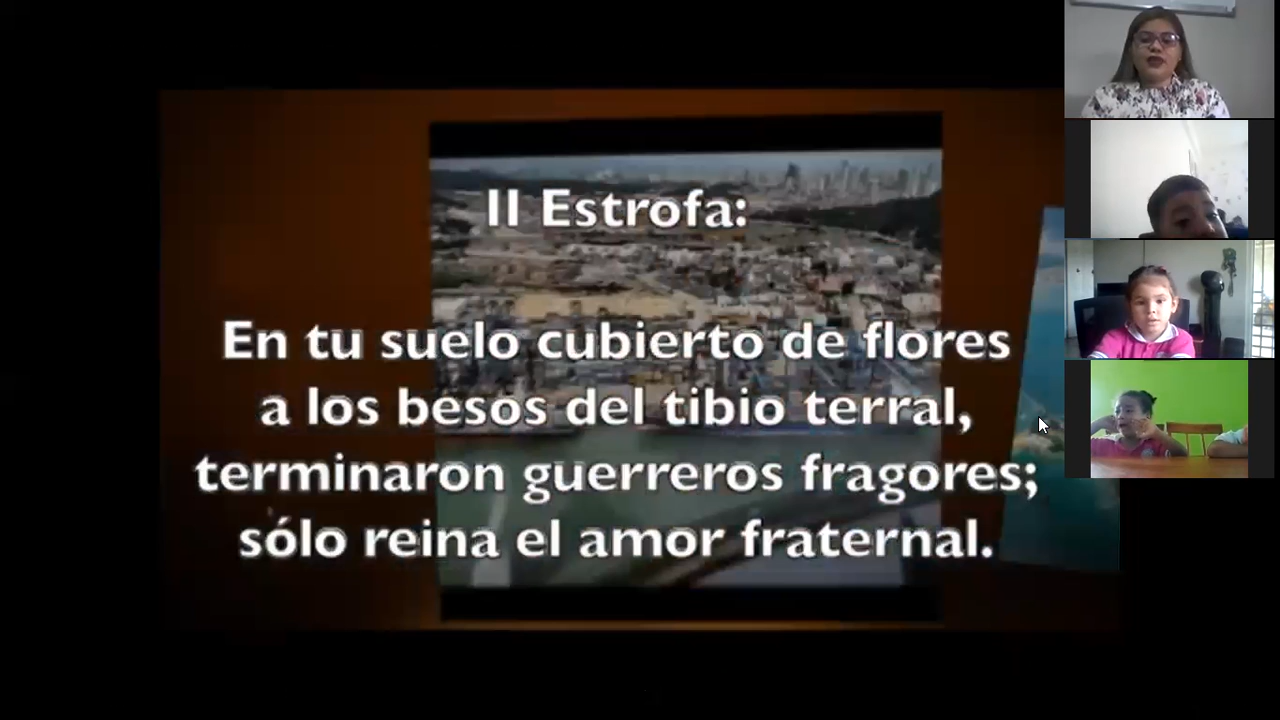 II Estrofa:
En tu suelo cubierto de flores
a los besos del tibio terral,
terminaron guerreros fragores;
sólo reina el amor fraternal.